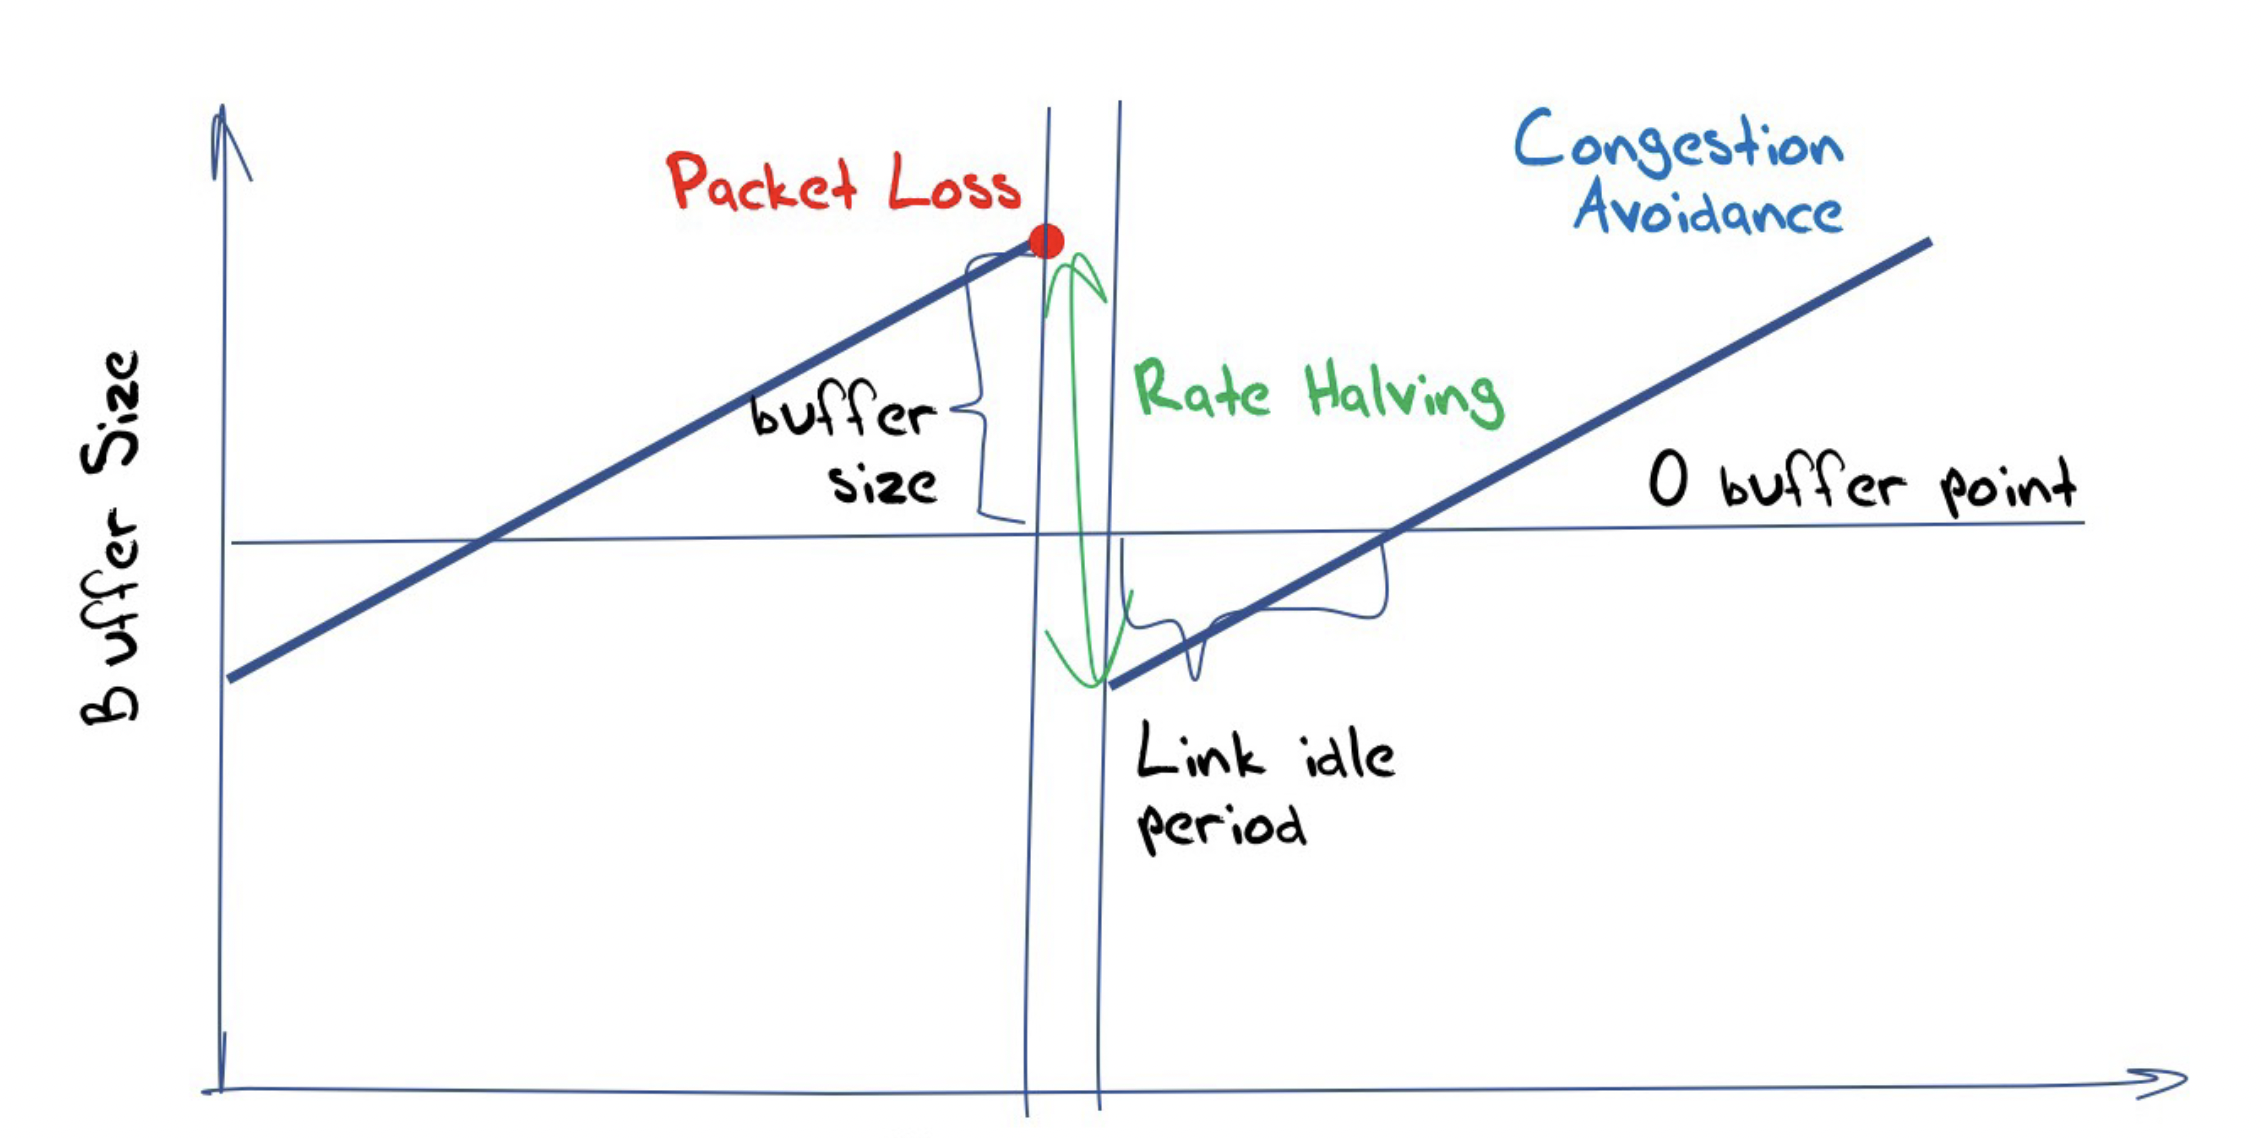 Congestion
Avoidance
Packet Loss
Buffer Size
buffer
size
Rate Halving
0 buffer point
Link idle
period